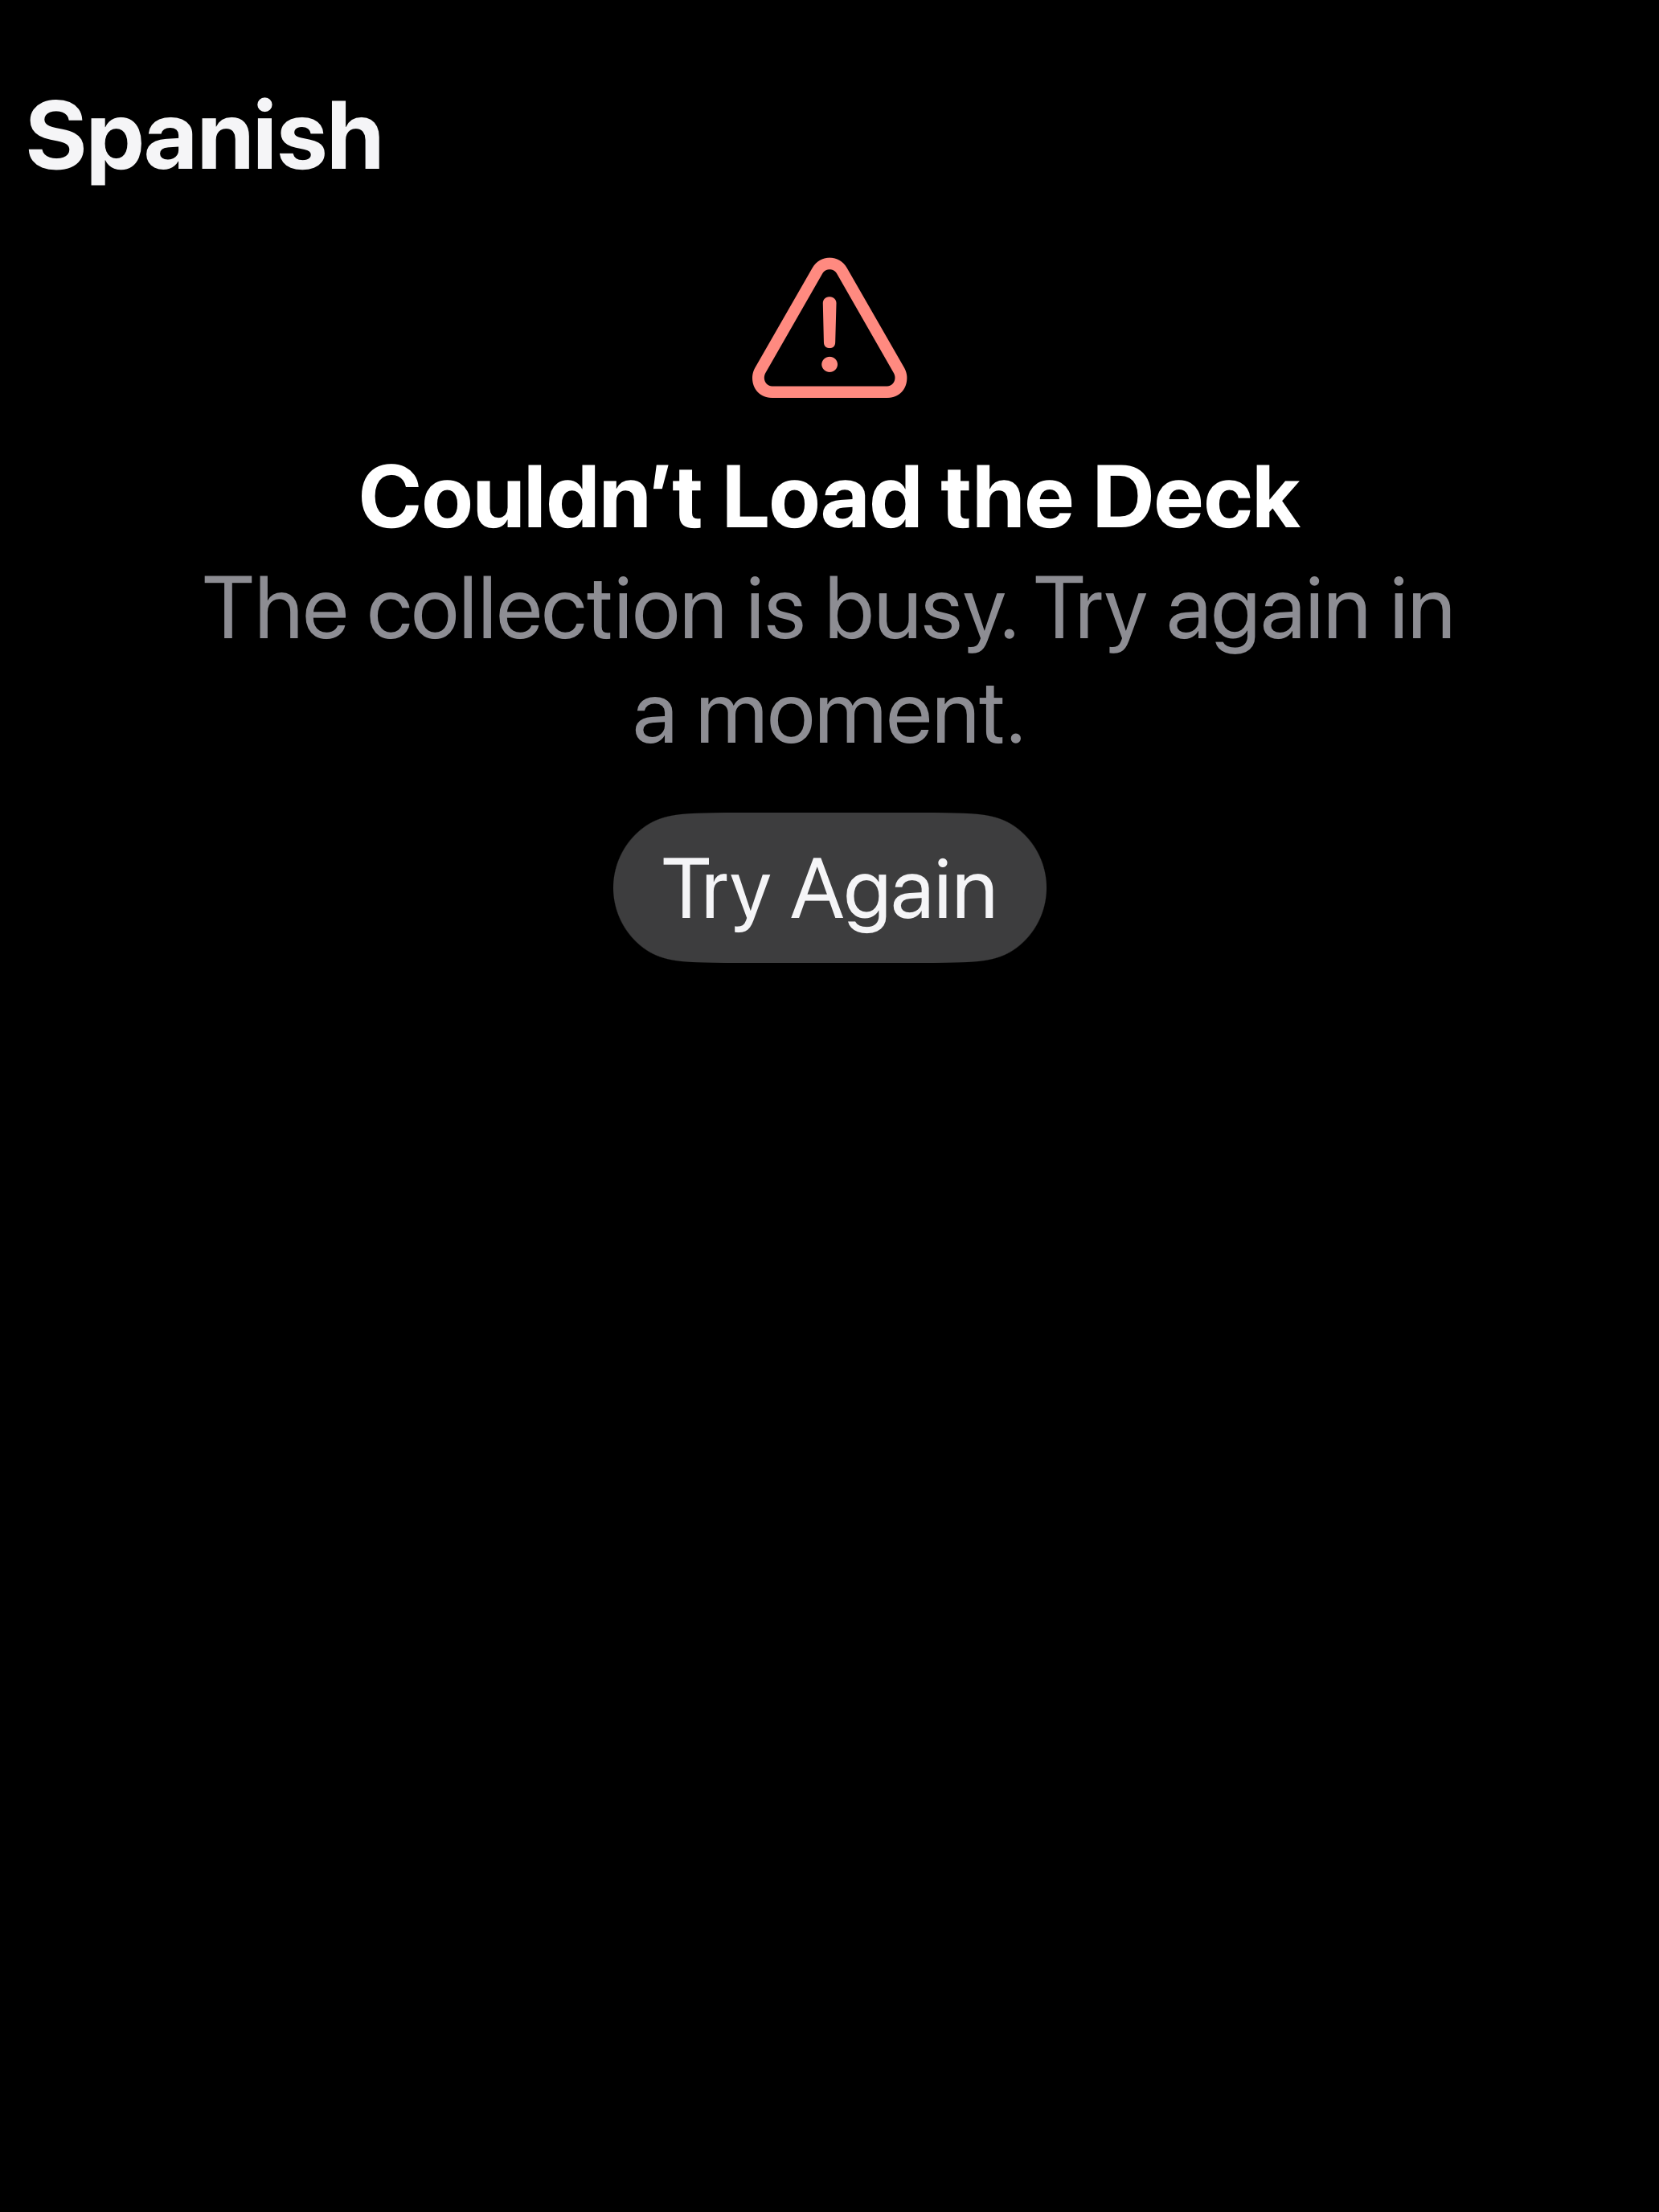 Spanish
Couldn’t Load the Deck
The collection is busy. Try again in
a moment.
Try Again